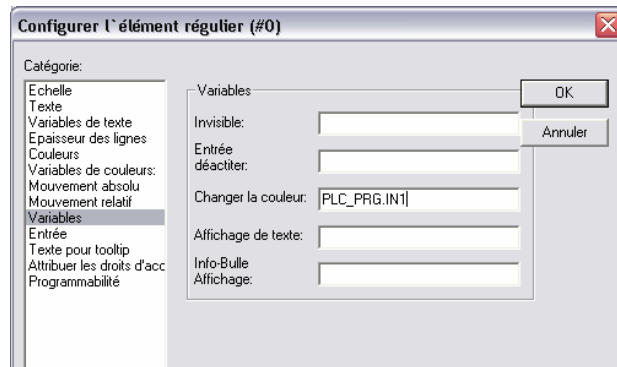 Configurer l`élément régulier (#0)
Catégorie:
Echelle
Texte
Variables de texte
Epaisseur des lignes
Couleurs
Variables de couleurs:
Mouvement absolu
Mouvement relatif
Variables
Entrée
Texte pour tooltip
Attribuer les droits d'acc
Programmabilité
Variables
Invisible:
Entrée
déactiter:
Changer la couleur: PLC_PRG.IN1
Affichage de texte:
Info-Bulle
Affichage:
OK
Annuler